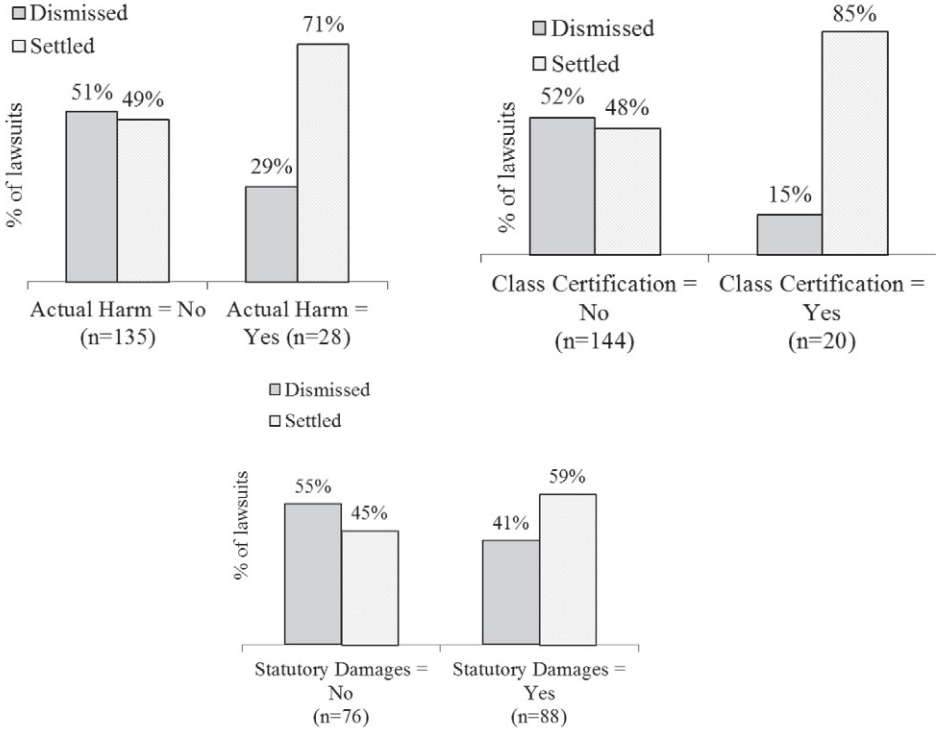 Dismissed
Settled
% of lawsuits
51%
49%
29%
71%
Actual Harm = No
(n=135)
Actual Harm =
Yes (n=28)
Dismissed
Settled
% of lawsuits
52%
48%
15%
85%
Class Certification =
No
(n=144)
Class Certification =
Yes
(n=20)
Dismissed
Settled
% of lawsuits
55%
45%
41%
59%
Statutory Damages =
No
(n=76)
Statutory Damages =
Yes
(n=88)